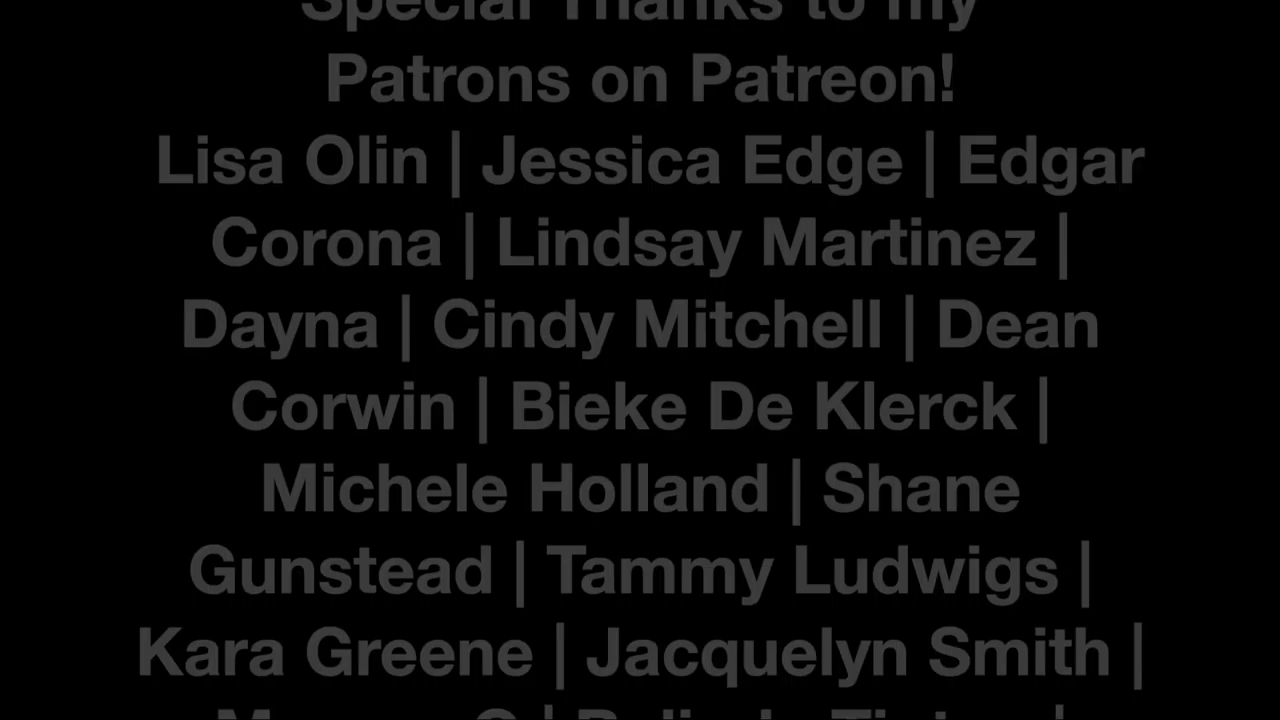 Special Thanks to my
Patrons on Patreon!
Lisa Olin | Jessica Edge | Edgar
Corona | Lindsay Martinez |
Dayna | Cindy Mitchell | Dean
Corwin | Bieke De Klerck |
Michele Holland | Shane
Gunstead | Tammy Ludwigs |
Kara Greene | Jacquelyn Smith |